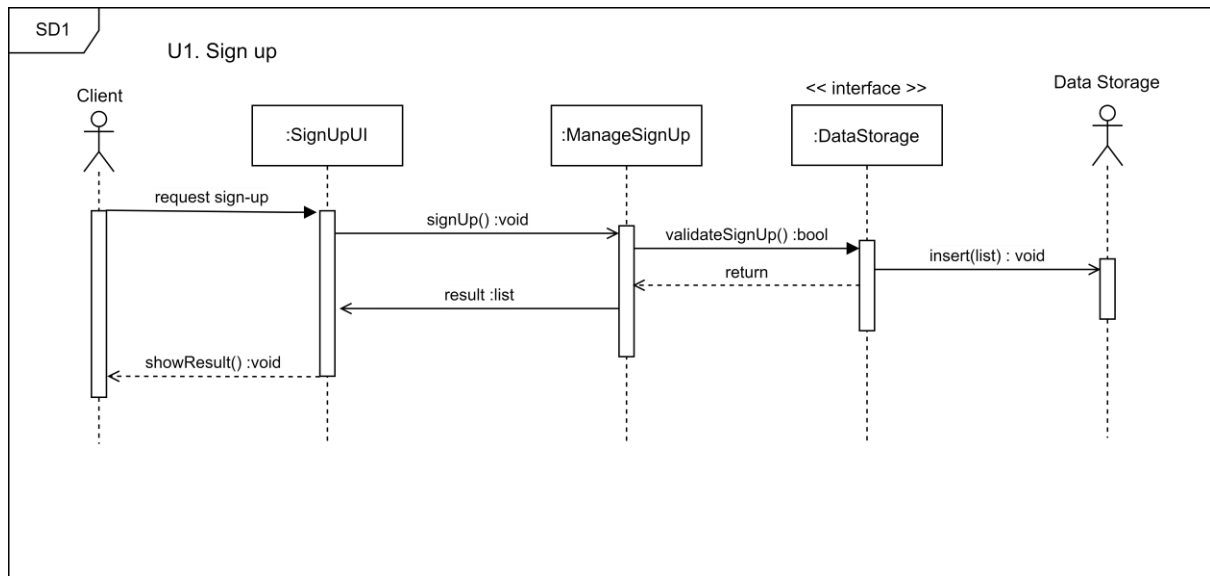 SD1
U1. Sign up
<< interface >>
Client
Data Storage
:SignUpUI
:ManageSignUp
:DataStorage
request sign-up
signUp() :void
validateSignUp() :bool
insert(list) : void
return
result :list
showResult() :void